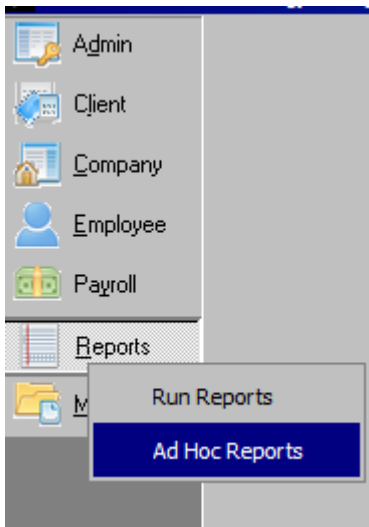 Admin
Client
Company
Employee
Payroll
Reports
M
Run Reports
Ad Hoc Reports